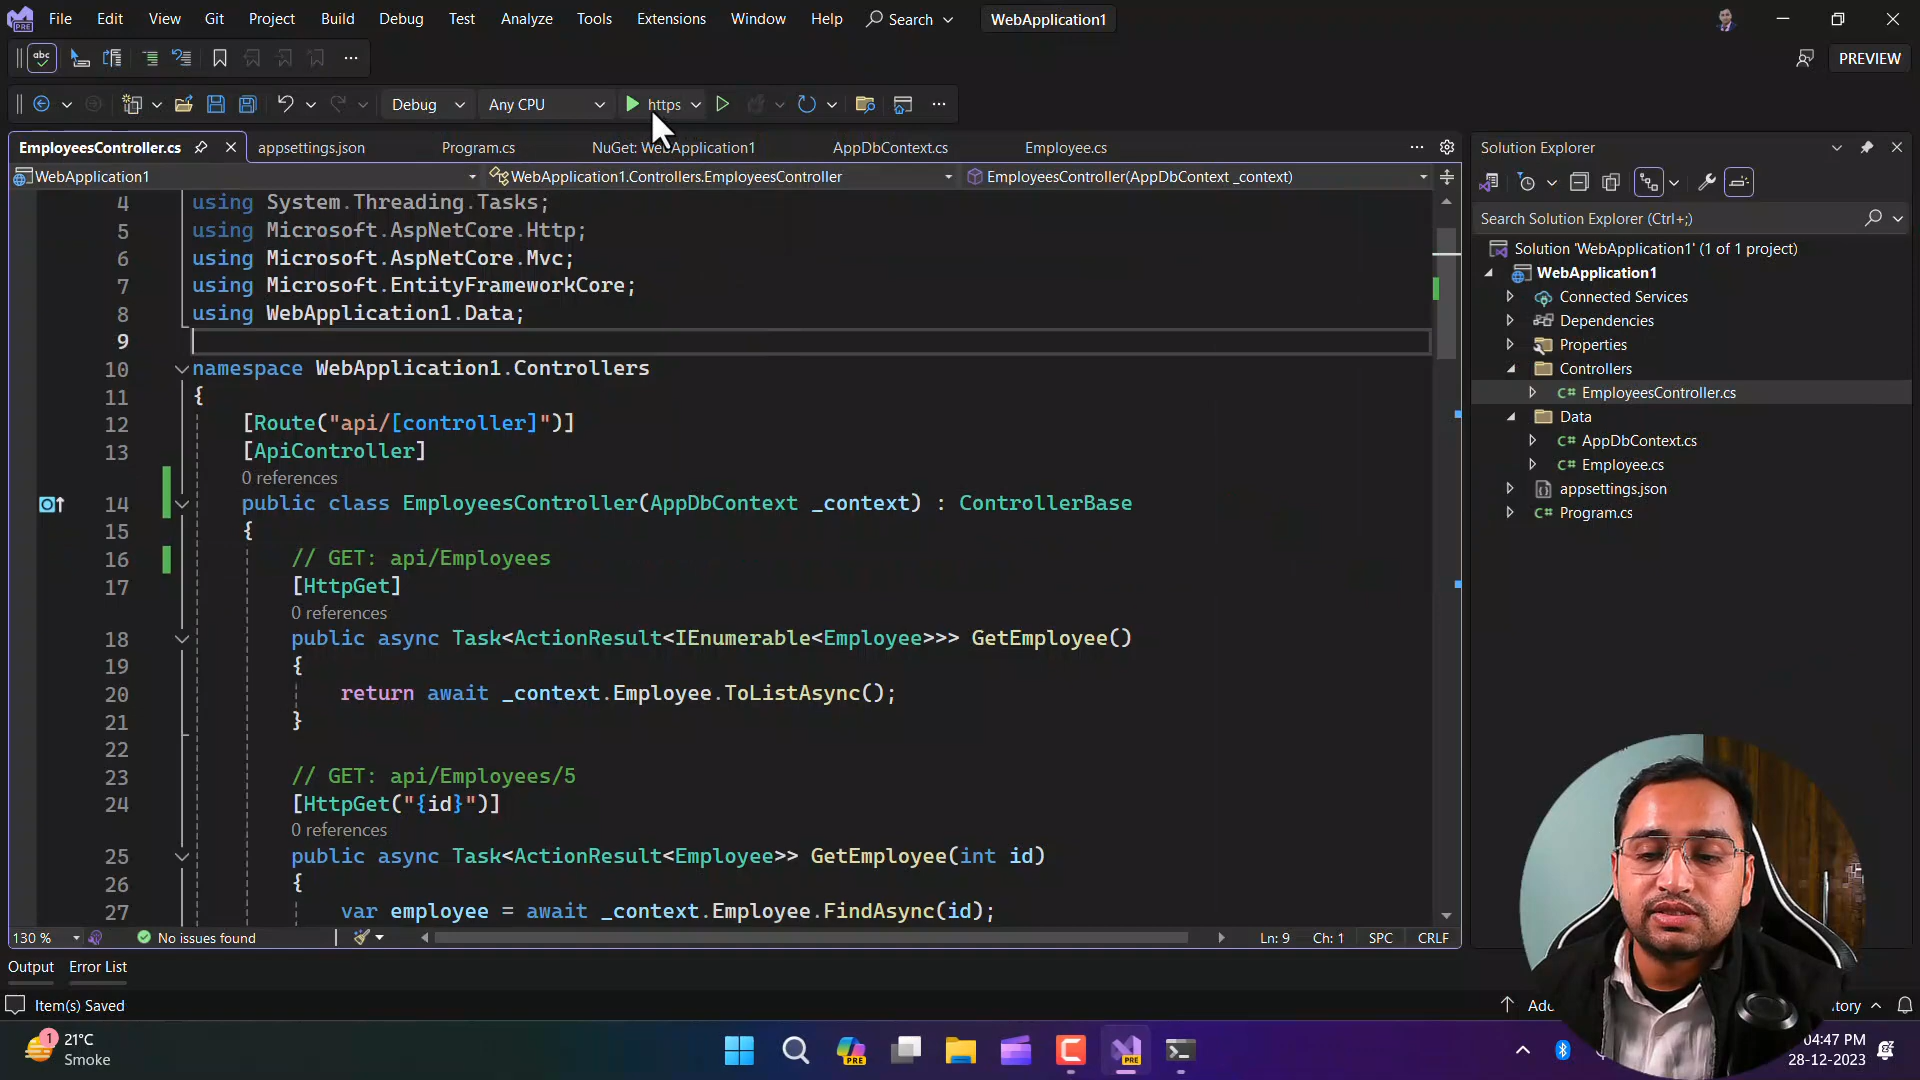 File Edit View Git Project Build Debug Test Analyze Tools Extensions Window Help Search WebApplication1
abc PREVIEW
Debug Any CPU https
EmployeesController.cs appsettings.json Program.cs NuGet: WebApplication1 AppDbContext.cs Employee.cs
WebApplication1 WebApplication1.Controllers.EmployeesController EmployeesController(AppDbContext _context)
4 using System.Threading.Tasks;
5 using Microsoft.AspNetCore.Http;
6 using Microsoft.AspNetCore.Mvc;
7 using Microsoft.EntityFrameworkCore;
8 using WebApplication1.Data;
9
10 namespace WebApplication1.Controllers
11 {
12 [Route("api/[controller]")]
13 [ApiController]
0 references
14 public class EmployeesController(AppDbContext _context) : ControllerBase
15 {
16 // GET: api/Employees
17 [HttpGet]
0 references
18 public async Task<ActionResult<IEnumerable<Employee>>> GetEmployee()
19 {
20 return await _context.Employee.ToListAsync();
21 }
22
23 // GET: api/Employees/5
24 [HttpGet("{id}")]
0 references
25 public async Task<ActionResult<Employee>> GetEmployee(int id)
26 {
27 var employee = await _context.Employee.FindAsync(id);
130 % No issues found Ln: 9 Ch: 1 SPC CRLF
Solution Explorer
Search Solution Explorer (Ctrl+;)
Solution 'WebApplication1' (1 of 1 project)
WebApplication1
Connected Services
Dependencies
Properties
Controllers
C# EmployeesController.cs
Data
C# AppDbContext.cs
C# Employee.cs
appsettings.json
C# Program.cs
Output Error List
Item(s) Saved
1 21°C
Smoke
PRE
PRE
04:47 PM
28-12-2023